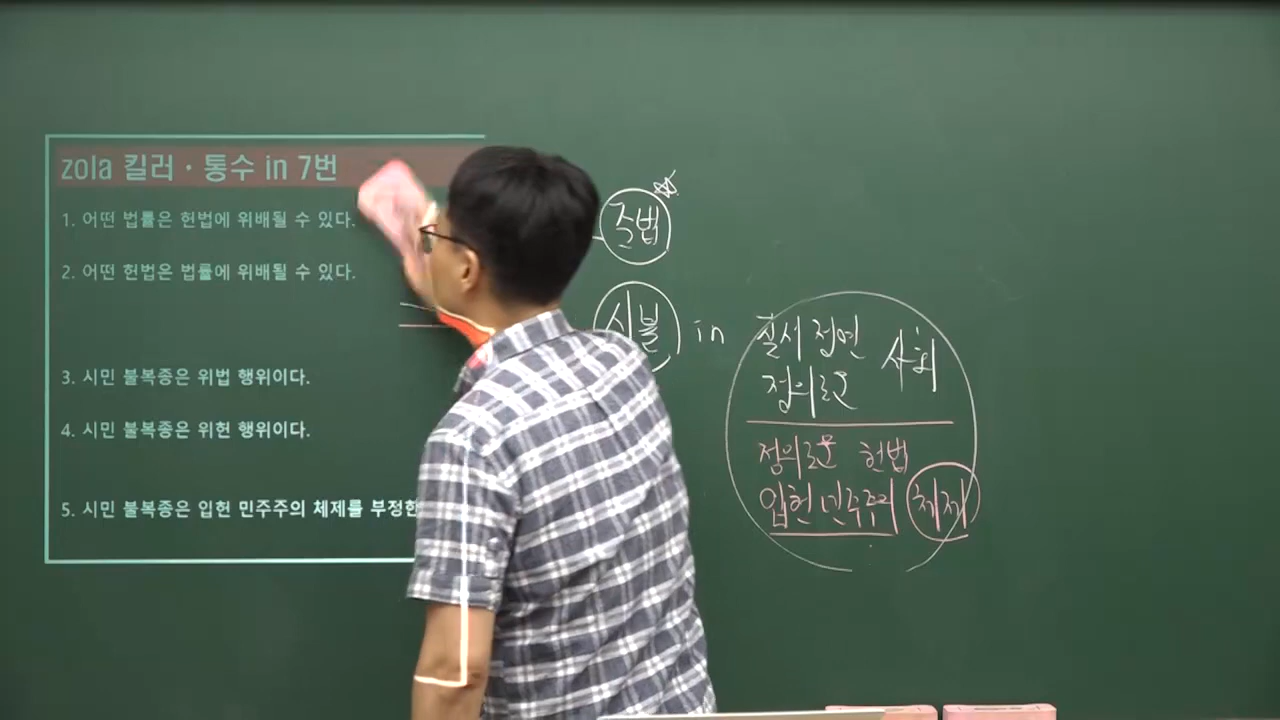 zola 킬러 · 통수 in 7번
1. 어떤 법률은 헌법에 위배될 수 있다.
2. 어떤 헌법은 법률에 위배될 수 있다.
3. 시민 불복종은 위법 행위이다.
4. 시민 불복종은 위헌 행위이다.
5. 시민 불복종은 입헌 민주주의 체제를 부정한
준법
시불 in
질서 정연 사회
정의로운
정의로운 헌법
입헌 민주주의 체제